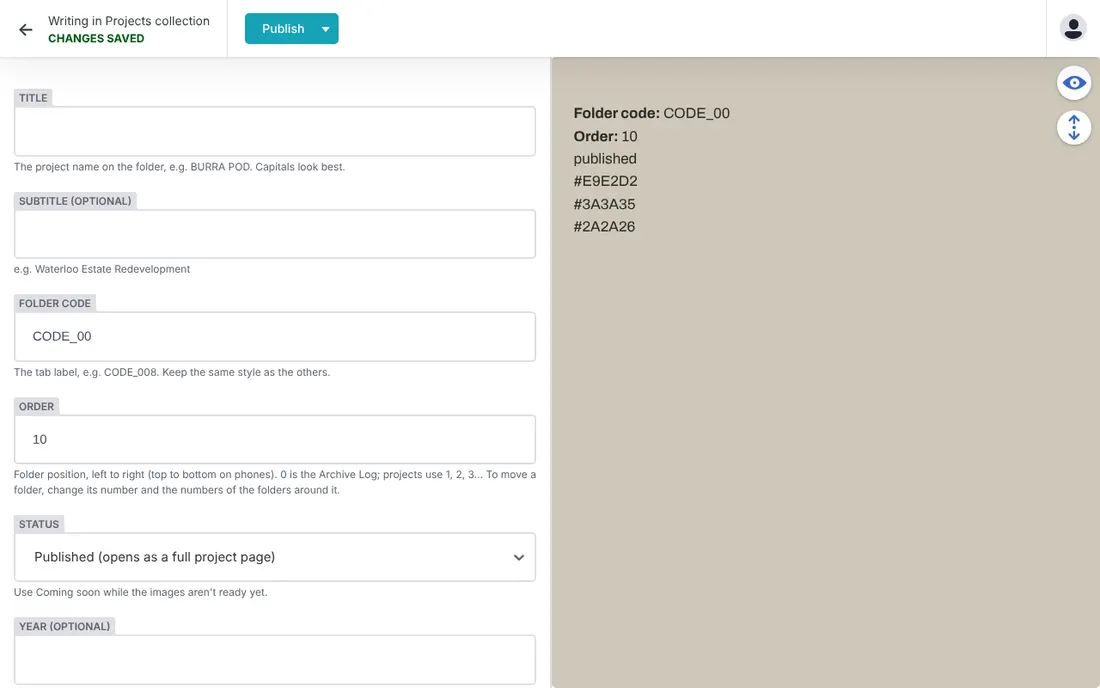 Writing in Projects collection
CHANGES SAVED
Publish
TITLE
The project name on the folder, e.g. BURRA POD. Capitals look best.
SUBTITLE (OPTIONAL)
e.g. Waterloo Estate Redevelopment
FOLDER CODE
CODE_00
The tab label, e.g. CODE_008. Keep the same style as the others.
ORDER
10
Folder position, left to right (top to bottom on phones). 0 is the Archive Log; projects use 1, 2, 3... To move a
folder, change its number and the numbers of the folders around it.
STATUS
Published (opens as a full project page)
Use Coming soon while the images aren't ready yet.
YEAR (OPTIONAL)
Folder code: CODE_00
Order: 10
published
#E9E2D2
#3A3A35
#2A2A26